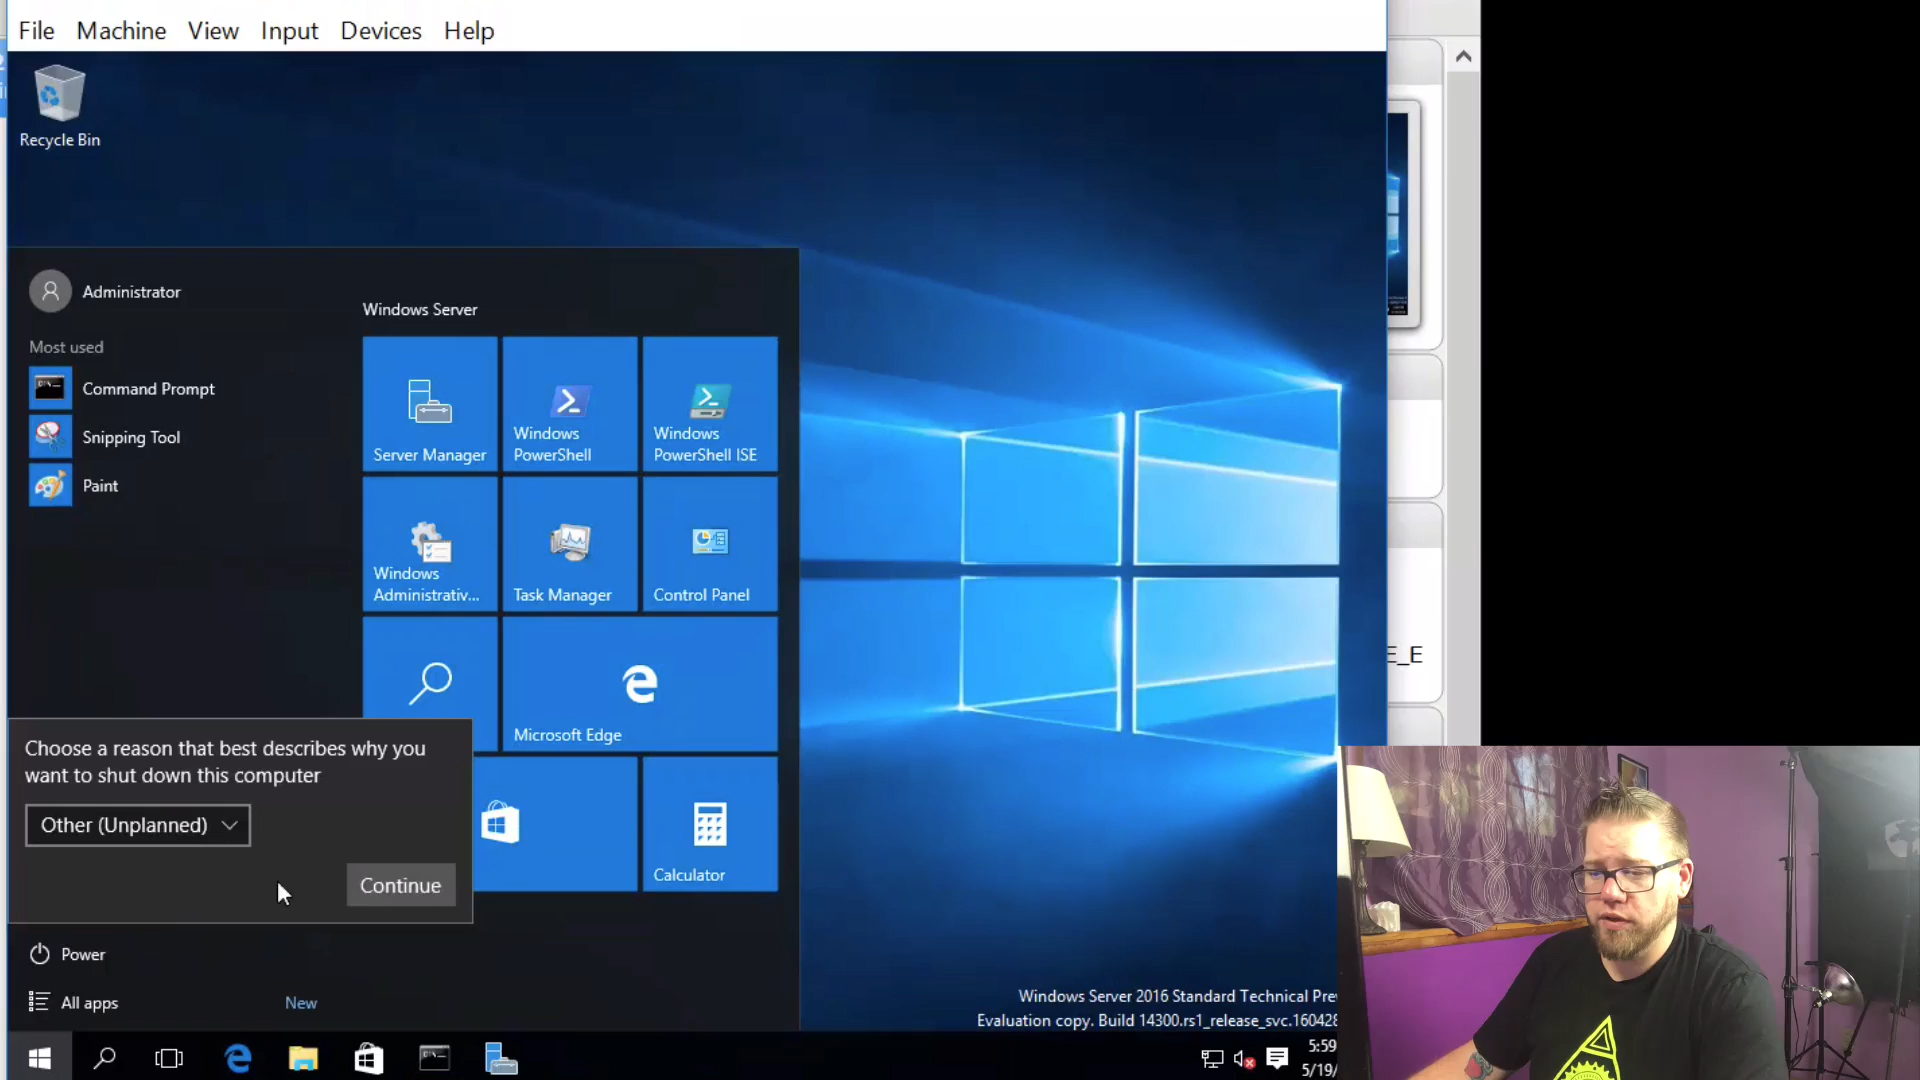 File Machine View Input Devices Help
Recycle Bin
Administrator
Most used
Command Prompt
Snipping Tool
Paint
Windows Server
Server Manager
Windows
PowerShell
Windows
PowerShell ISE
Windows
Administrativ...
Task Manager
Control Panel
Microsoft Edge
Calculator
Choose a reason that best describes why you
want to shut down this computer
Other (Unplanned)
Continue
Power
All apps
New
E_E
Windows Server 2016 Standard Technical Pre
Evaluation copy. Build 14300.rs1_release_svc.160428
5:59
5/19/